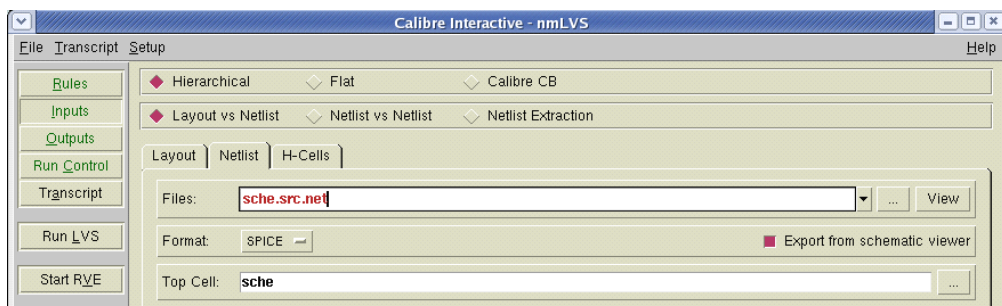 Calibre Interactive - nmLVS
File Transcript Setup Help
Rules
Inputs
Outputs
Run Control
Transcript
Run LVS
Start RVE
Hierarchical Flat Calibre CB
Layout vs Netlist Netlist vs Netlist Netlist Extraction
Layout Netlist H-Cells
Files: sche.src.net ... View
Format: SPICE Export from schematic viewer
Top Cell: sche ...